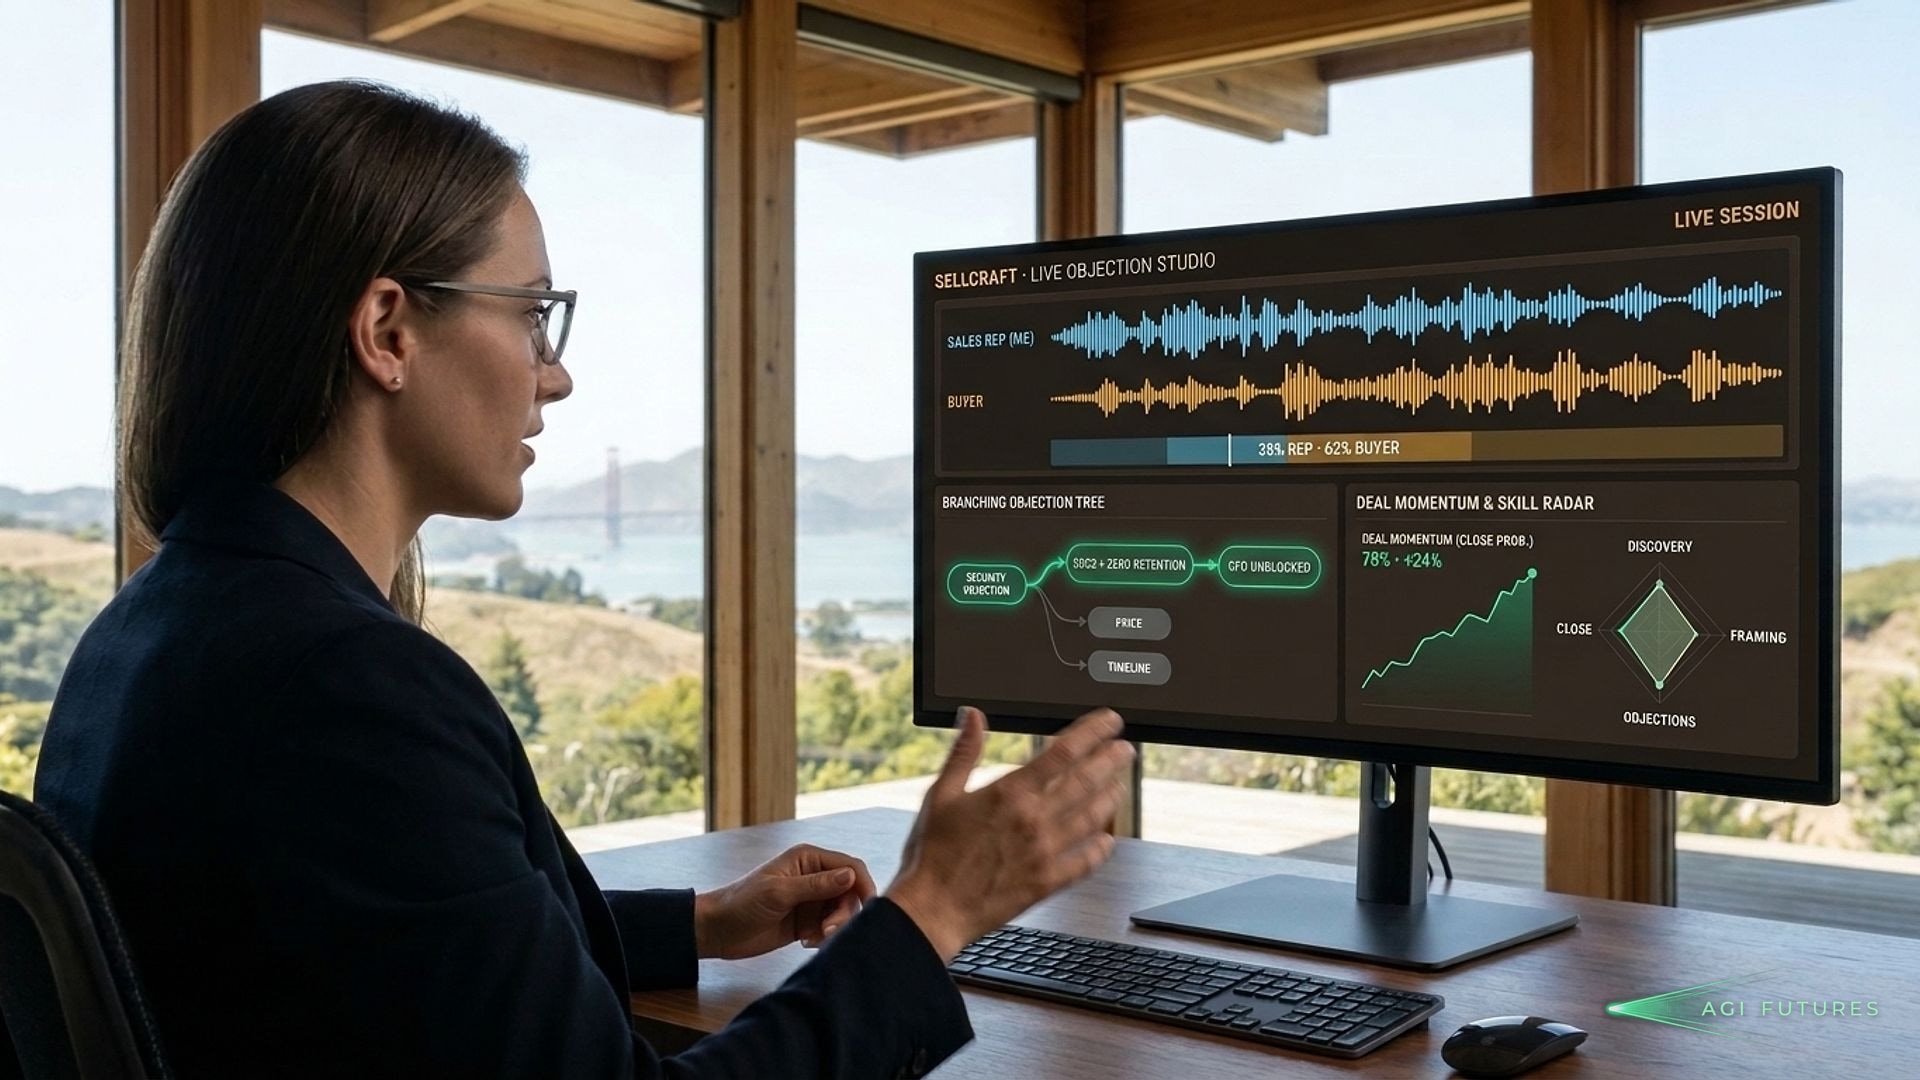 LIVE SESSION
SELLCRAFT · LIVE OBJECTION STUDIO
SALES REP (ME)
BUYER
38% REP · 62% BUYER
BRANCHING OBJECTION TREE
SECURITY
OBJECTION
SOC2 + ZERO RETENTION
CFO UNBLOCKED
PRICE
TIMELINE
DEAL MOMENTUM & SKILL RADAR
DEAL MOMENTUM (CLOSE PROB.)
78% · +24%
DISCOVERY
CLOSE
FRAMING
OBJECTIONS
AGI FUTURES